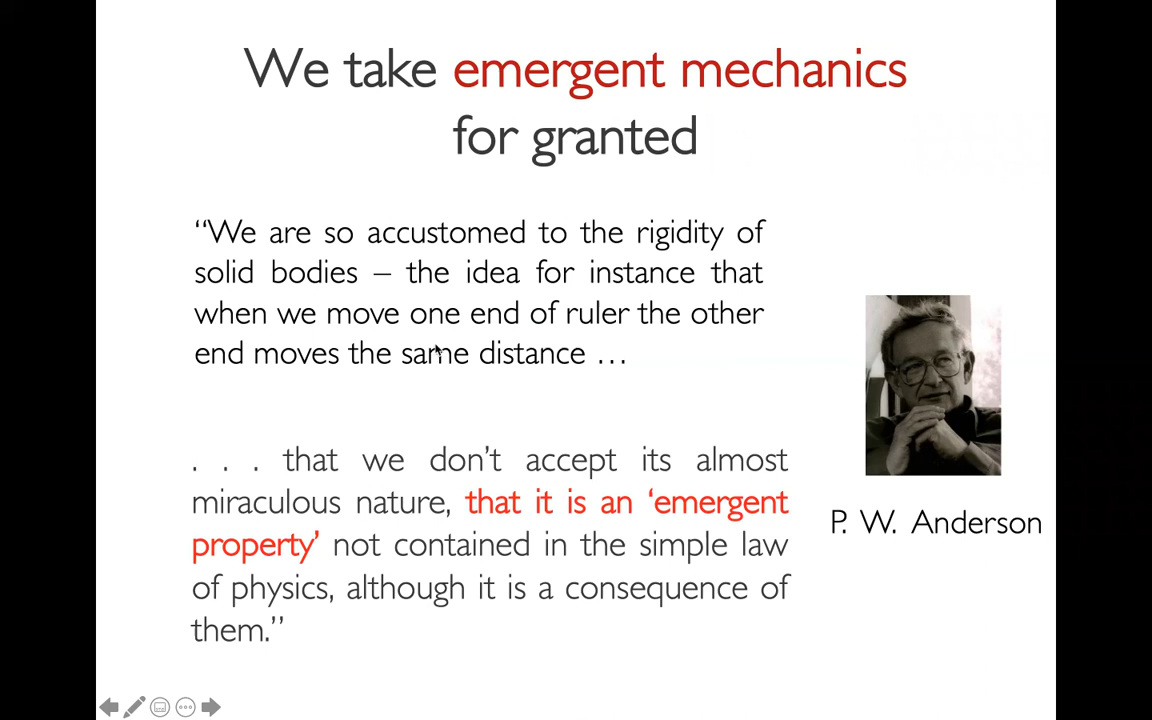 We take emergent mechanics
for granted
“We are so accustomed to the rigidity of
solid bodies – the idea for instance that
when we move one end of ruler the other
end moves the same distance …
. . . that we don’t accept its almost
miraculous nature, that it is an ‘emergent
property’ not contained in the simple law
of physics, although it is a consequence of
them.”
P. W. Anderson